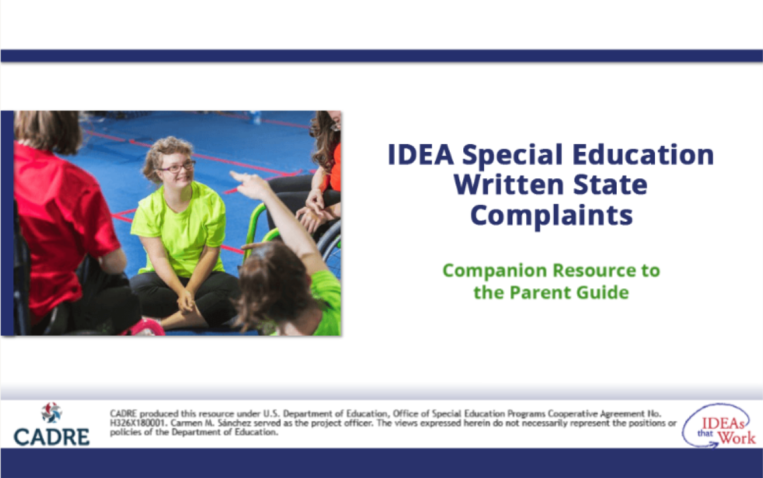 IDEA Special Education
Written State
Complaints
Companion Resource to
the Parent Guide
CADRE produced this resource under U.S. Department of Education, Office of Special Education Programs Cooperative Agreement No.
H326X180001. Carmen M. Sánchez served as the project officer. The views expressed herein do not necessarily represent the positions or
policies of the Department of Education.
CADRE
IDEAs
that Work